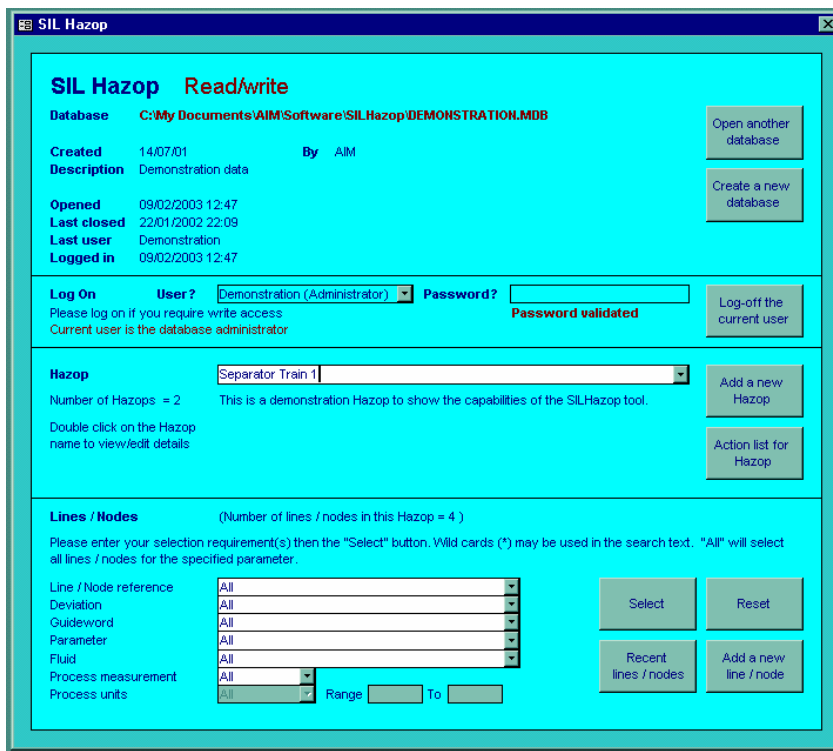 SIL Hazop
SIL Hazop Read/write
Database C:\My Documents\AIM\Software\SILHazop\DEMONSTRATION.MDB
Open another database
Created 14/07/01 By AIM
Description Demonstration data
Create a new database
Opened 09/02/2003 12:47
Last closed 22/01/2002 22:09
Last user Demonstration
Logged in 09/02/2003 12:47
Log On User? Demonstration (Administrator) Password?
Please log on if you require write access Password validated
Current user is the database administrator
Log-off the current user
Hazop Separator Train 1
Add a new Hazop
Number of Hazops = 2 This is a demonstration Hazop to show the capabilities of the SILHazop tool.
Double click on the Hazop
name to view/edit details
Action list for Hazop
Lines / Nodes (Number of lines / nodes in this Hazop = 4 )
Please enter your selection requirement(s) then the "Select" button. Wild cards (*) may be used in the search text. "All" will select
all lines / nodes for the specified parameter.
Line / Node reference All
Deviation All
Guideword All
Parameter All
Fluid All
Process measurement All
Process units All Range To
Select
Reset
Recent lines / nodes
Add a new line / node